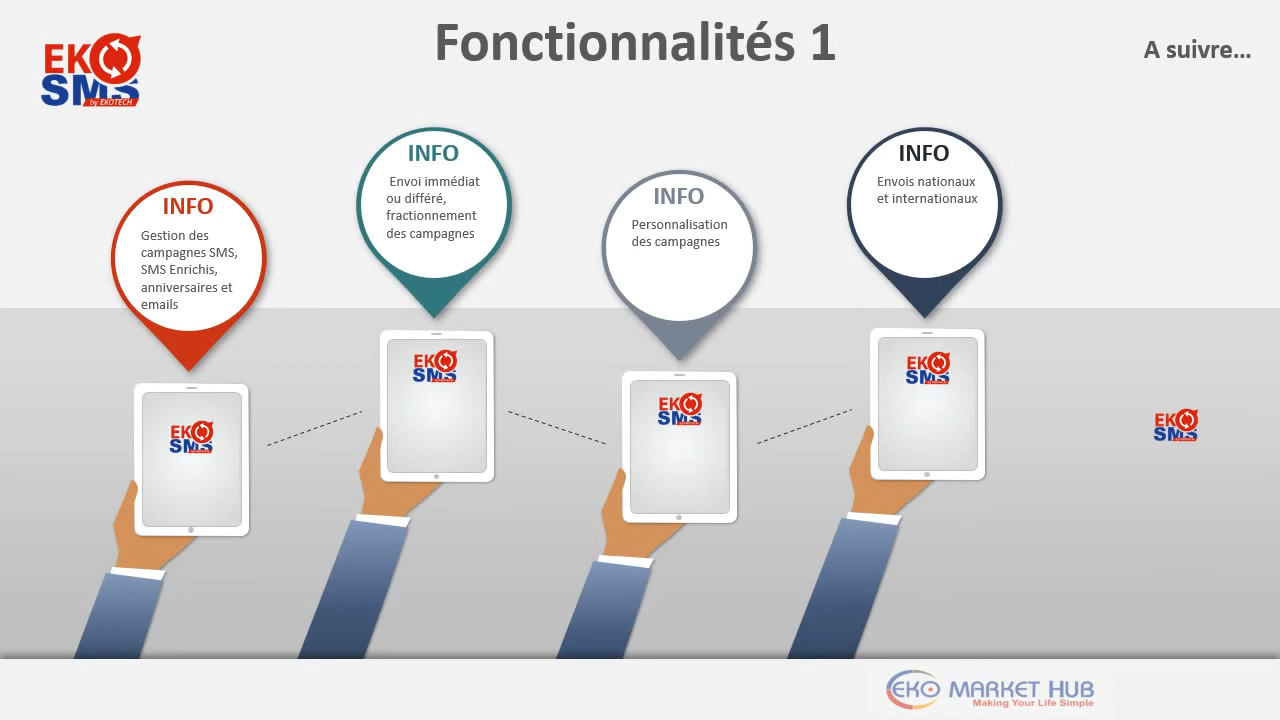 EKO
SMS
by EKOTECH
Fonctionnalités 1
A suivre...
INFO
Gestion des
campagnes SMS,
SMS Enrichis,
anniversaires et
emails
INFO
Envoi immédiat
ou différé,
fractionnement
des campagnes
INFO
Personnalisation
des campagnes
INFO
Envois nationaux
et internationaux
EKO
SMS
EKO
SMS
EKO
SMS
EKO
SMS
EKO
SMS
EKO MARKET HUB
Making Your Life Simple